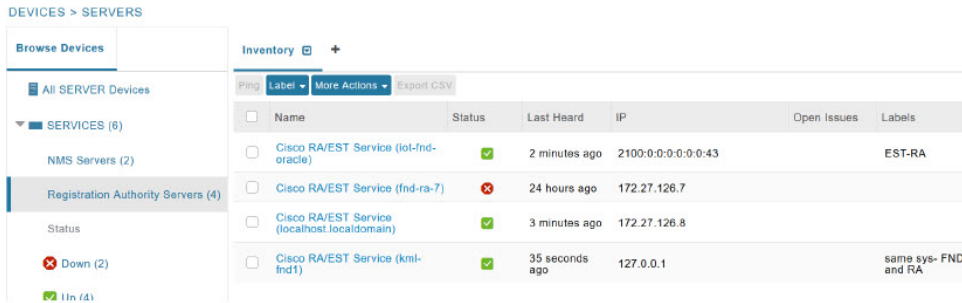 DEVICES > SERVERS
Browse Devices
All SERVER Devices
SERVICES (6)
NMS Servers (2)
Registration Authority Servers (4)
Status
Down (2)
Up (4)
Inventory +
Ping Label More Actions Export CSV
Name Status Last Heard IP Open Issues Labels
Cisco RA/EST Service (iot-fnd-
oracle) 2 minutes ago 2100:0:0:0:0:0:0:43 EST-RA
Cisco RA/EST Service (fnd-ra-7) 24 hours ago 172.27.126.7
Cisco RA/EST Service
(localhost.localdomain) 3 minutes ago 172.27.126.8
Cisco RA/EST Service (kml-
fnd1) 35 seconds
ago 127.0.0.1 same sys- FND
and RA